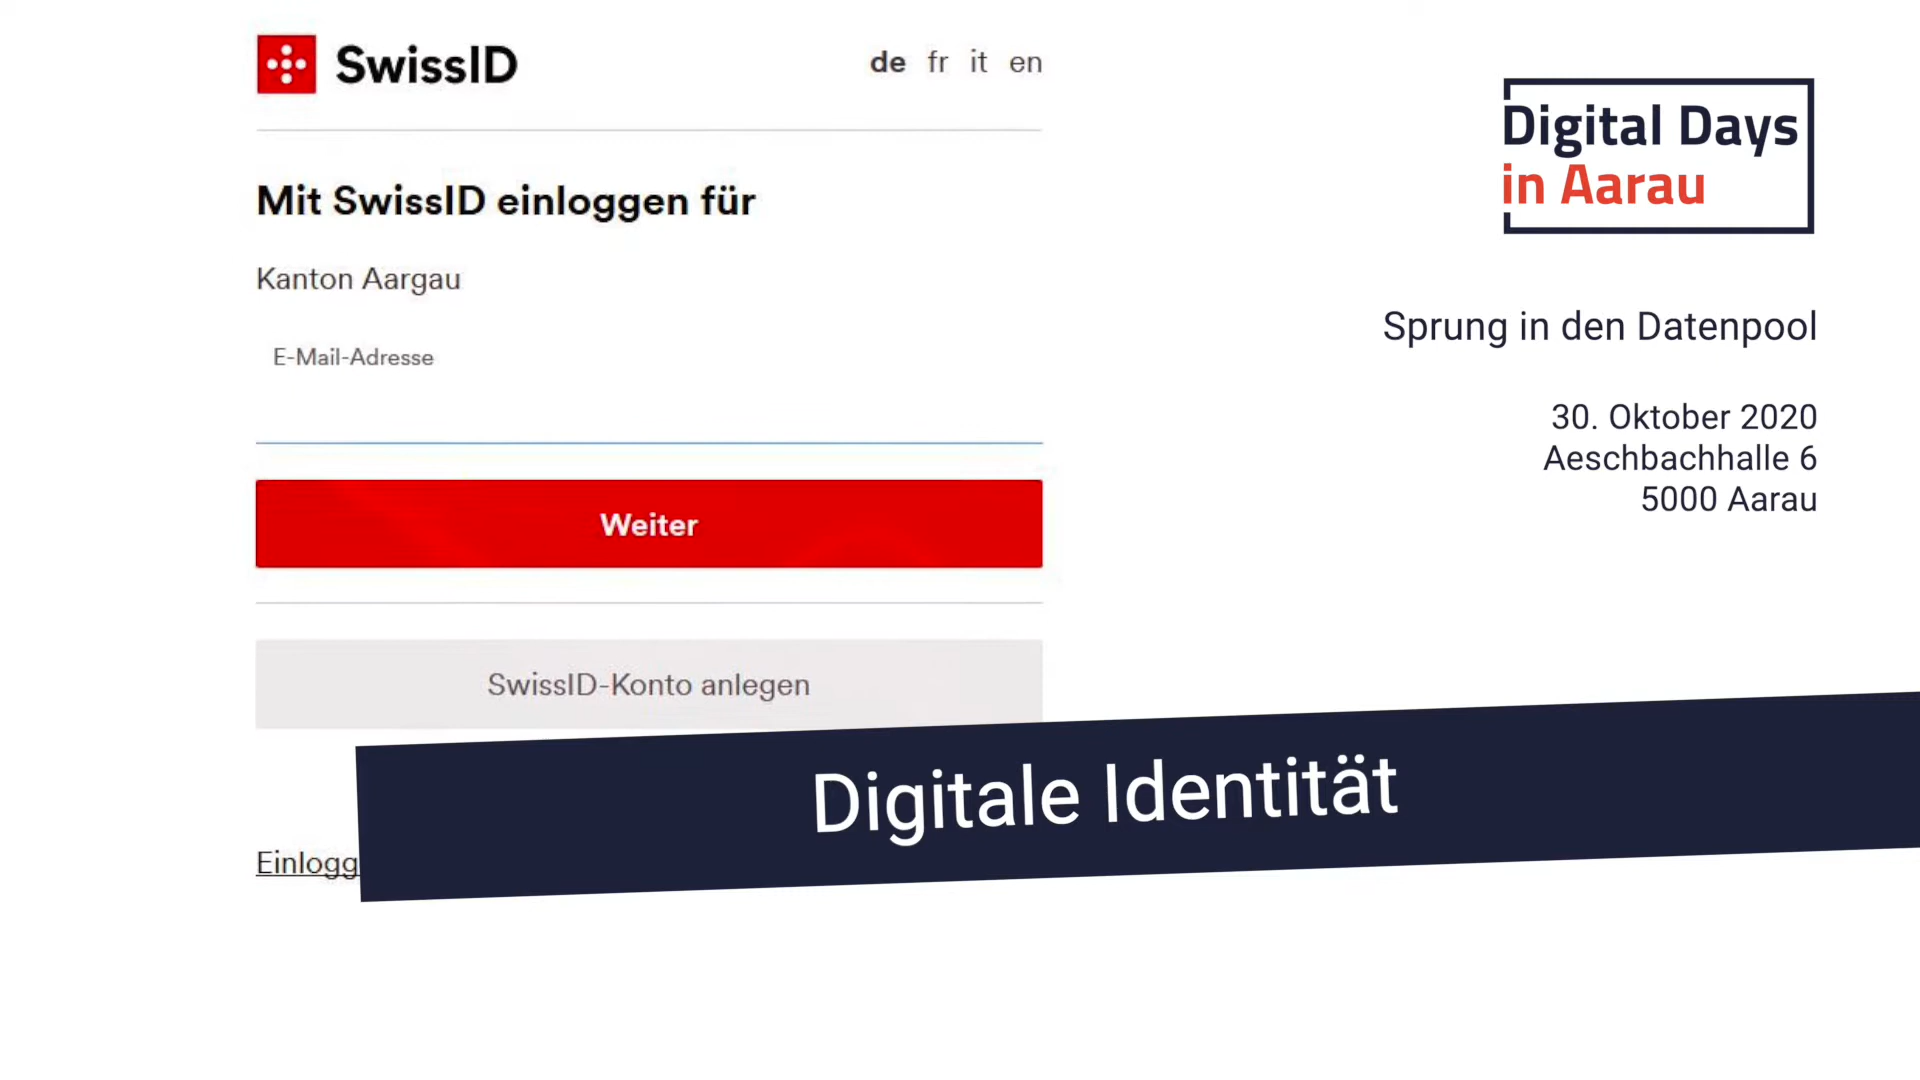 SwissID
de fr it en
Mit SwissID einloggen für
Kanton Aargau
E-Mail-Adresse
Weiter
SwissID-Konto anlegen
Einlogg
Digital Days
in Aarau
Sprung in den Datenpool
30. Oktober 2020
Aeschbachhalle 6
5000 Aarau
Digitale Identität